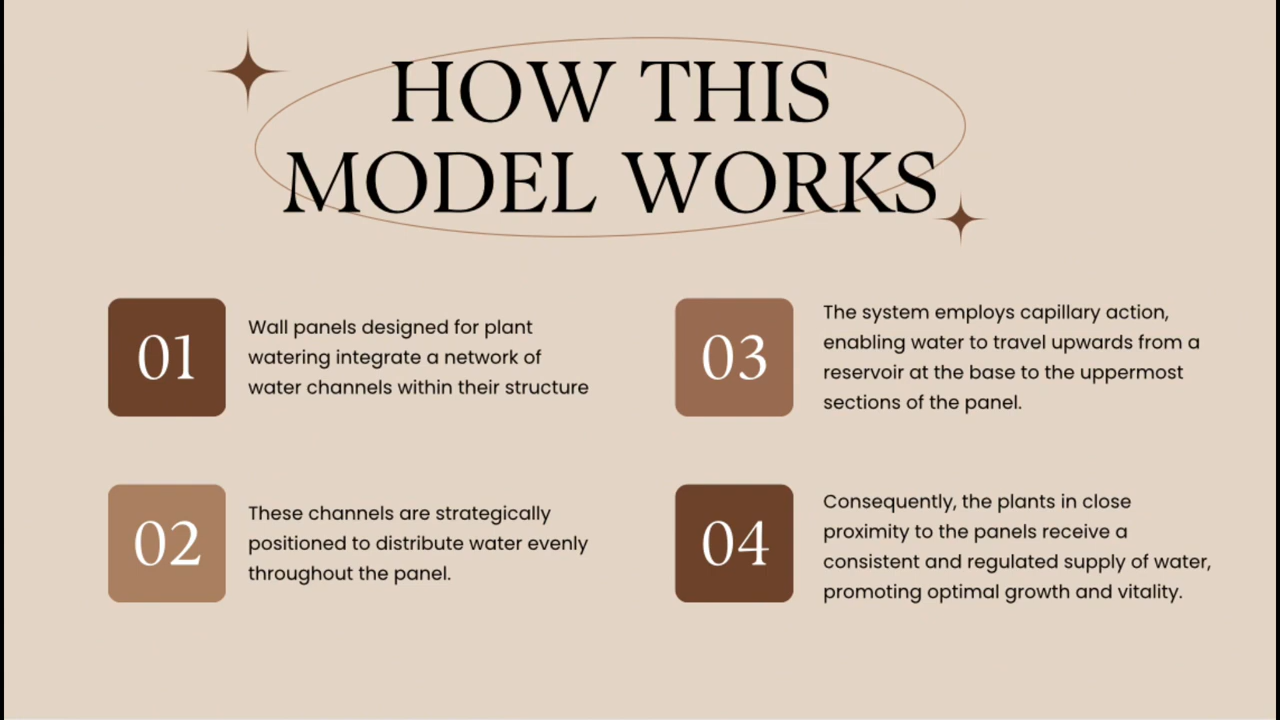 HOW THIS
MODEL WORKS
01
Wall panels designed for plant
watering integrate a network of
water channels within their structure
02
These channels are strategically
positioned to distribute water evenly
throughout the panel.
03
The system employs capillary action,
enabling water to travel upwards from a
reservoir at the base to the uppermost
sections of the panel.
04
Consequently, the plants in close
proximity to the panels receive a
consistent and regulated supply of water,
promoting optimal growth and vitality.